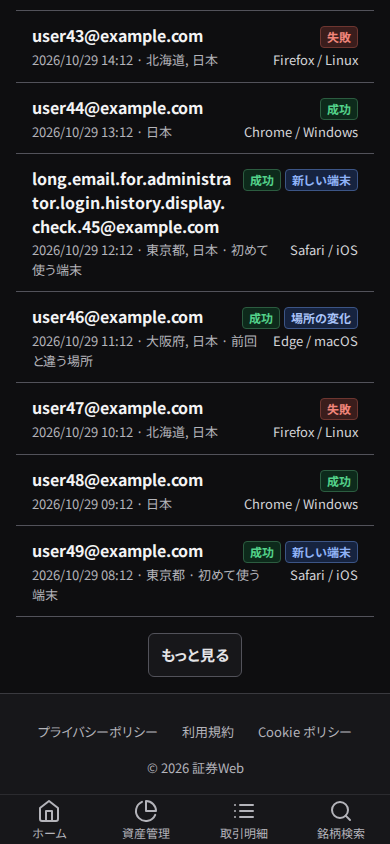 user43@example.com 失敗
2026/10/29 14:12 · 北海道, 日本 Firefox / Linux
user44@example.com 成功
2026/10/29 13:12 · 日本 Chrome / Windows
long.email.for.administra 成功 新しい端末
tor.login.history.display.
check.45@example.com
2026/10/29 12:12 · 東京都, 日本 · 初めて Safari / iOS
使う端末
user46@example.com 成功 場所の変化
2026/10/29 11:12 · 大阪府, 日本 · 前回 Edge / macOS
と違う場所
user47@example.com 失敗
2026/10/29 10:12 · 北海道, 日本 Firefox / Linux
user48@example.com 成功
2026/10/29 09:12 · 日本 Chrome / Windows
user49@example.com 成功 新しい端末
2026/10/29 08:12 · 東京都 · 初めて使う Safari / iOS
端末
もっと見る
プライバシーポリシー 利用規約 Cookie ポリシー
© 2026 証券Web
ホーム 資産管理 取引明細 銘柄検索